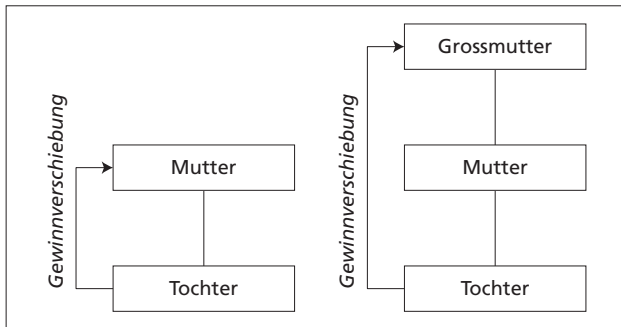 Gewinnverschiebung
Mutter
Tochter
Gewinnverschiebung
Grossmutter
Mutter
Tochter